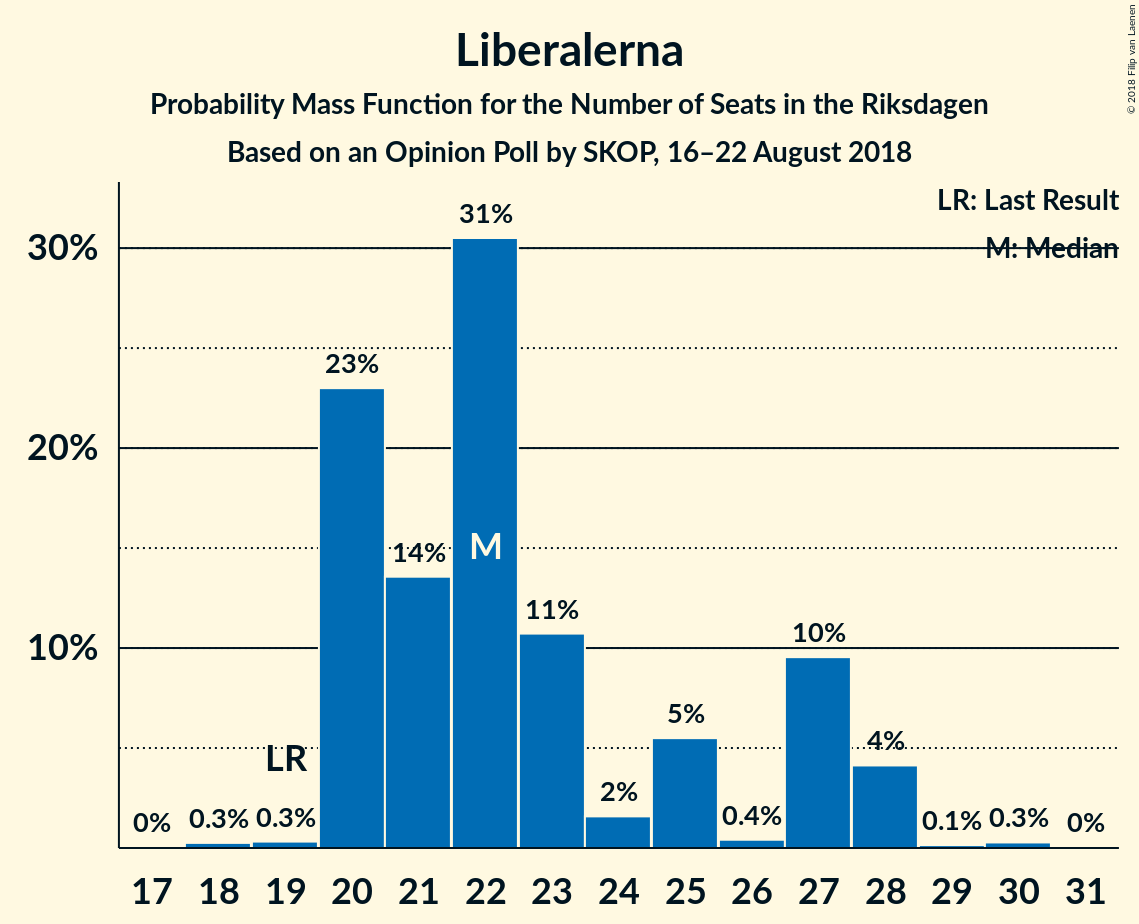 Liberalerna
Probability Mass Function for the Number of Seats in the Riksdagen
Based on an Opinion Poll by SKOP, 16–22 August 2018
© 2018 Filip van Laenen
LR: Last Result
M: Median
30%
20%
10%
0%
0.3%
0.3%
LR
23%
14%
31%
M
11%
2%
5%
0.4%
10%
4%
0.1%
0.3%
0%
17 18 19 20 21 22 23 24 25 26 27 28 29 30 31